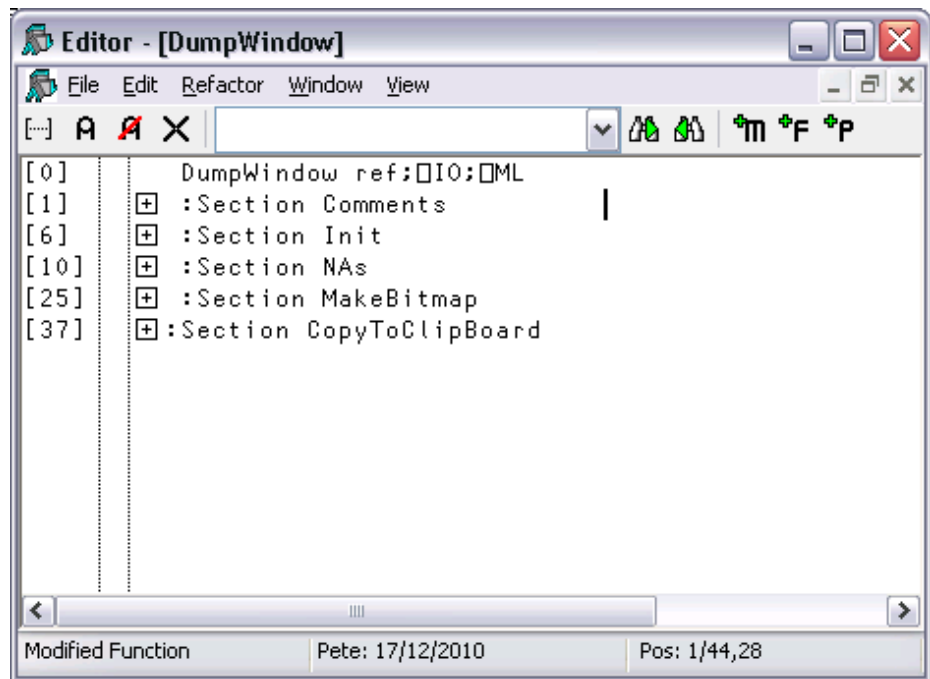 Editor - [DumpWindow]
File Edit Refactor Window View
[0] DumpWindow ref;⎕IO;⎕ML
[1] :Section Comments
[6] :Section Init
[10] :Section NAs
[25] :Section MakeBitmap
[37] :Section CopyToClipBoard
Modified Function Pete: 17/12/2010 Pos: 1/44,28